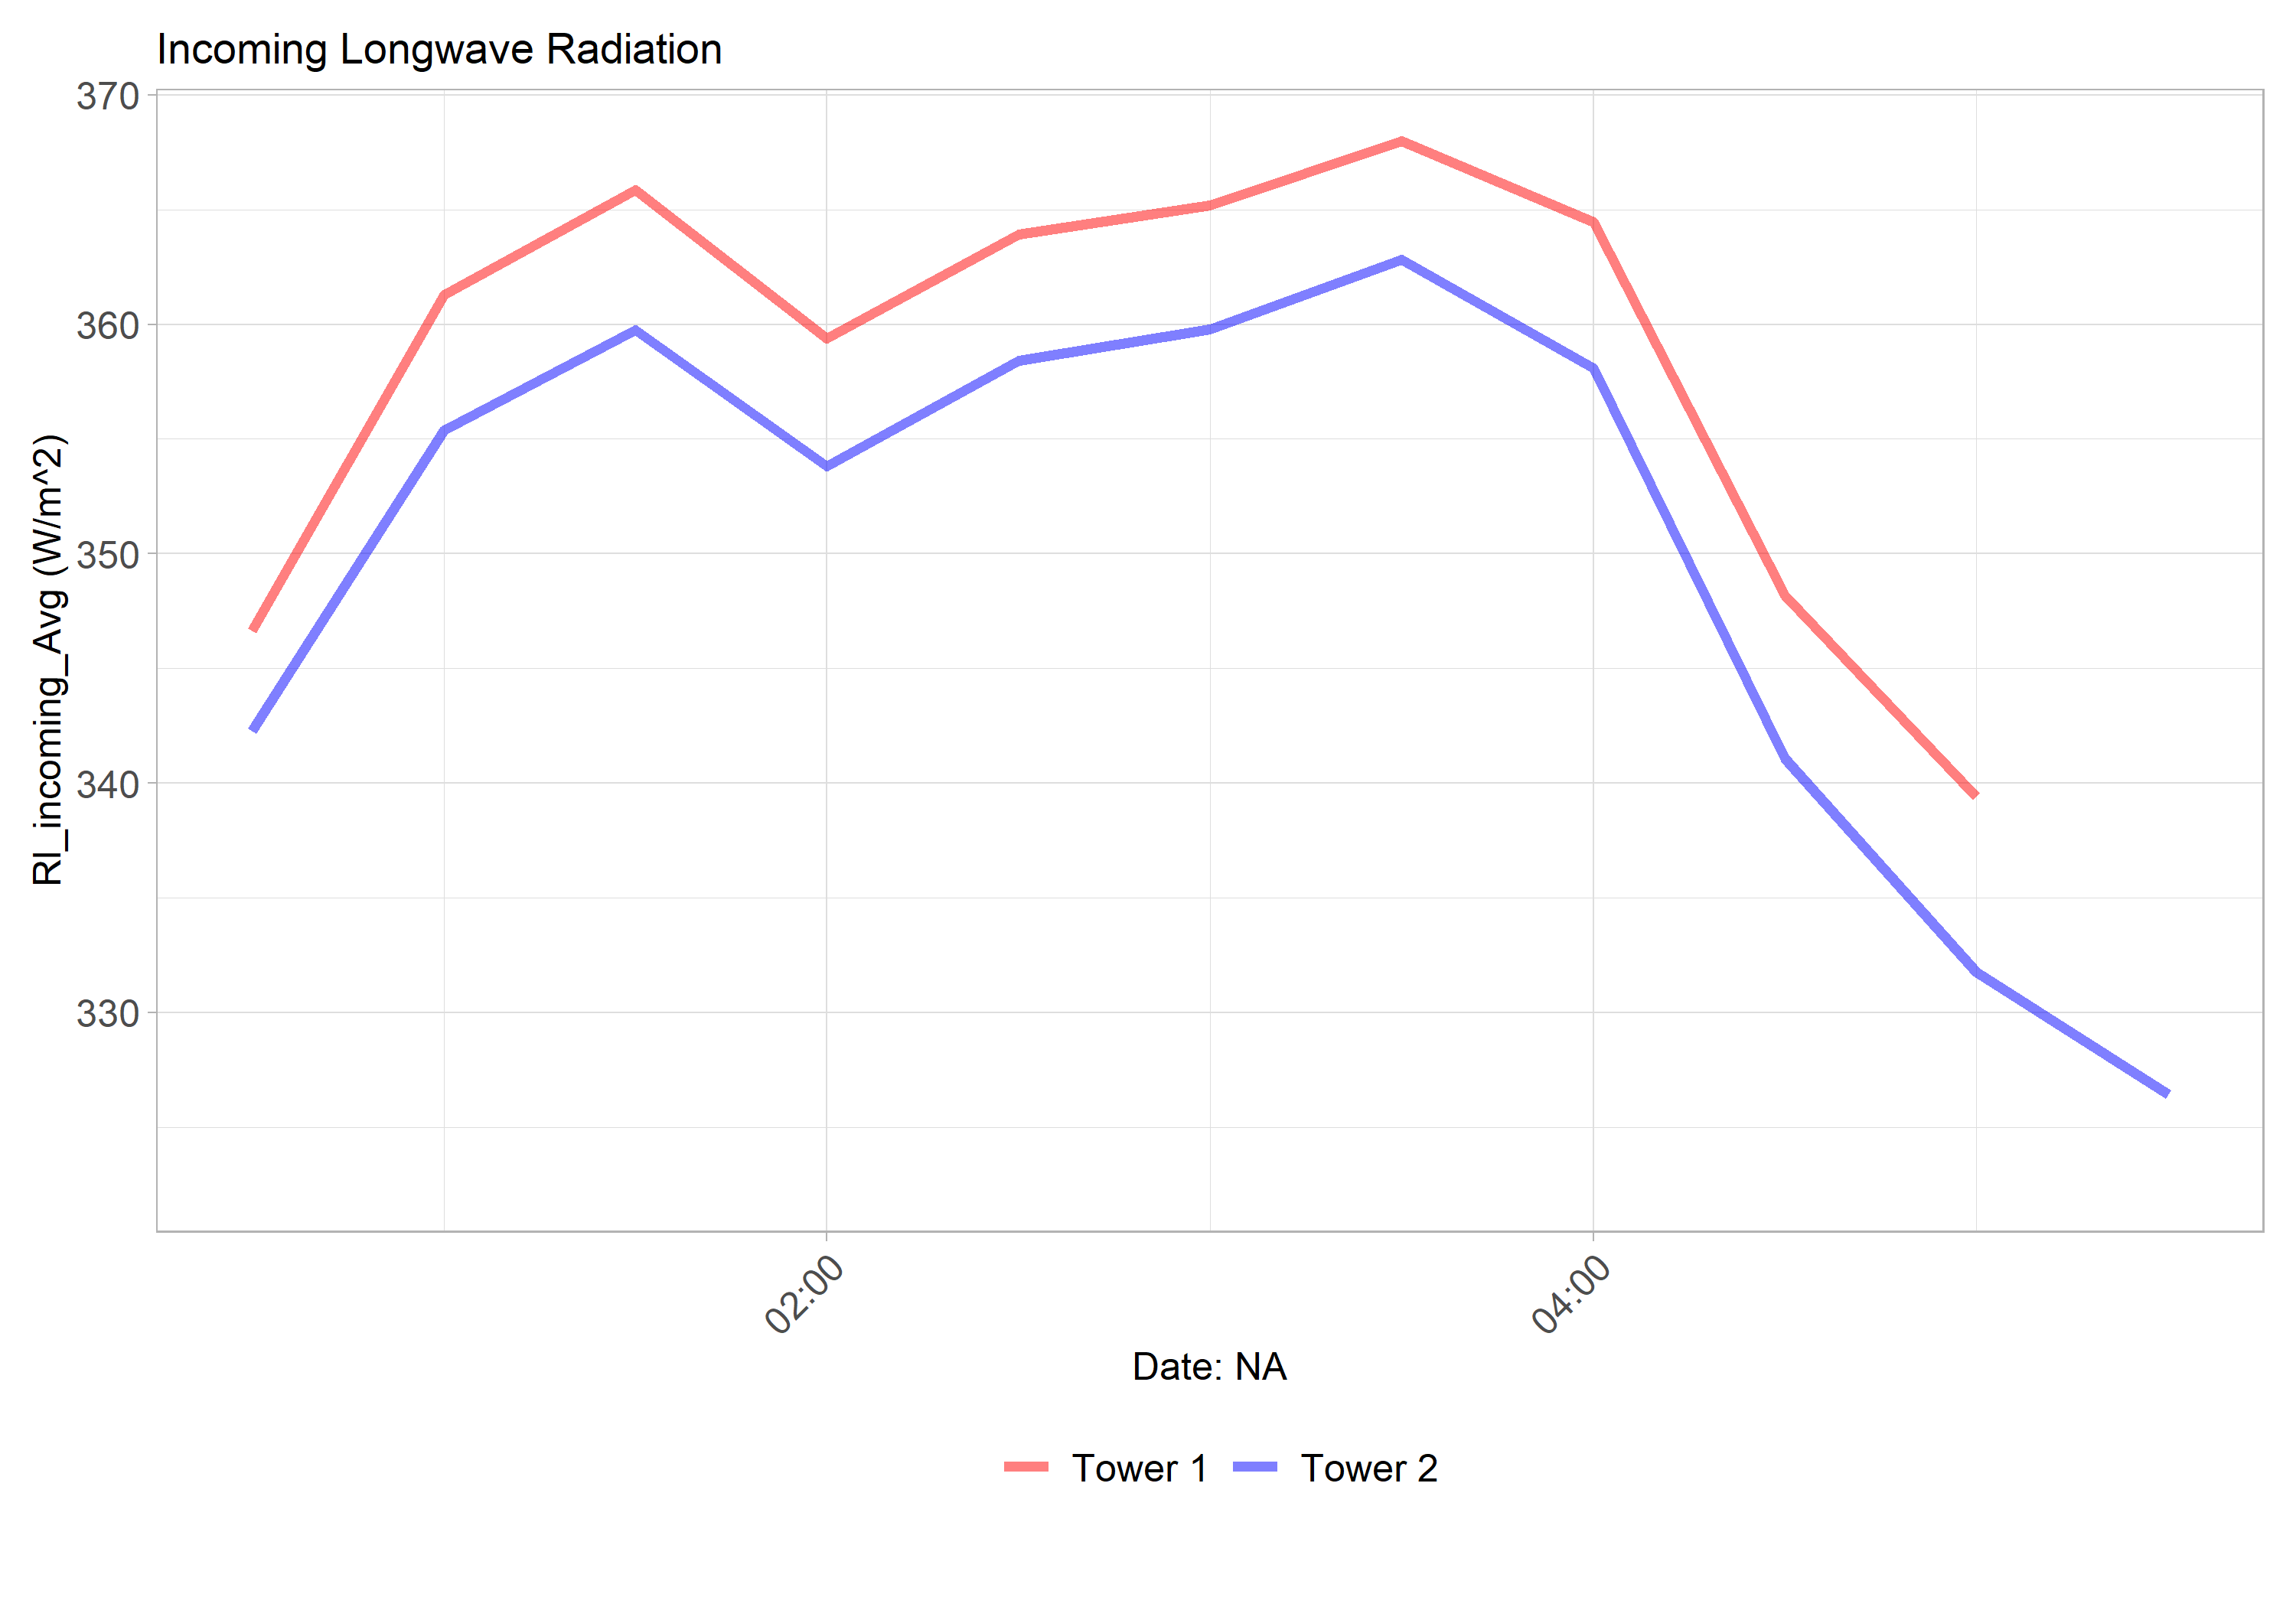 Incoming Longwave Radiation
370
360
350
340
330
Rl_incoming_Avg (W/m^2)
02:00
04:00
Date: NA
Tower 1
Tower 2